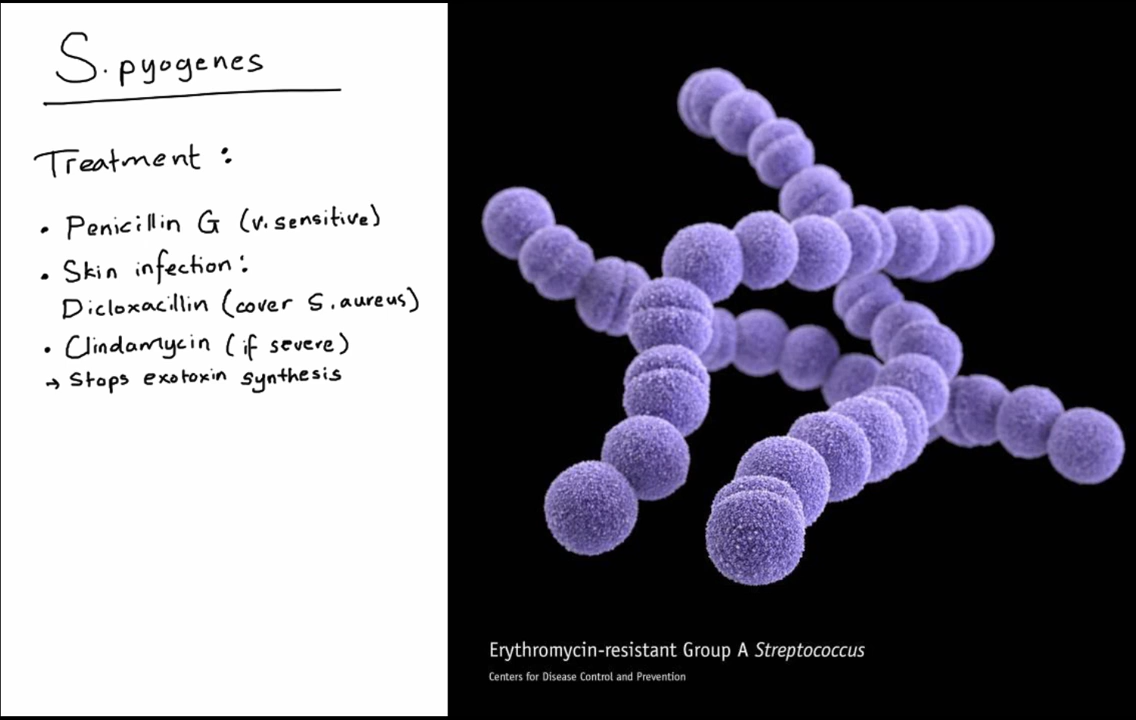 S. pyogenes
Treatment :
• Penicillin G (v. sensitive)
• Skin infection:
Dicloxacillin (cover S. aureus)
• Clindamycin (if severe)
→ Stops exotoxin synthesis
Erythromycin-resistant Group A Streptococcus
Centers for Disease Control and Prevention